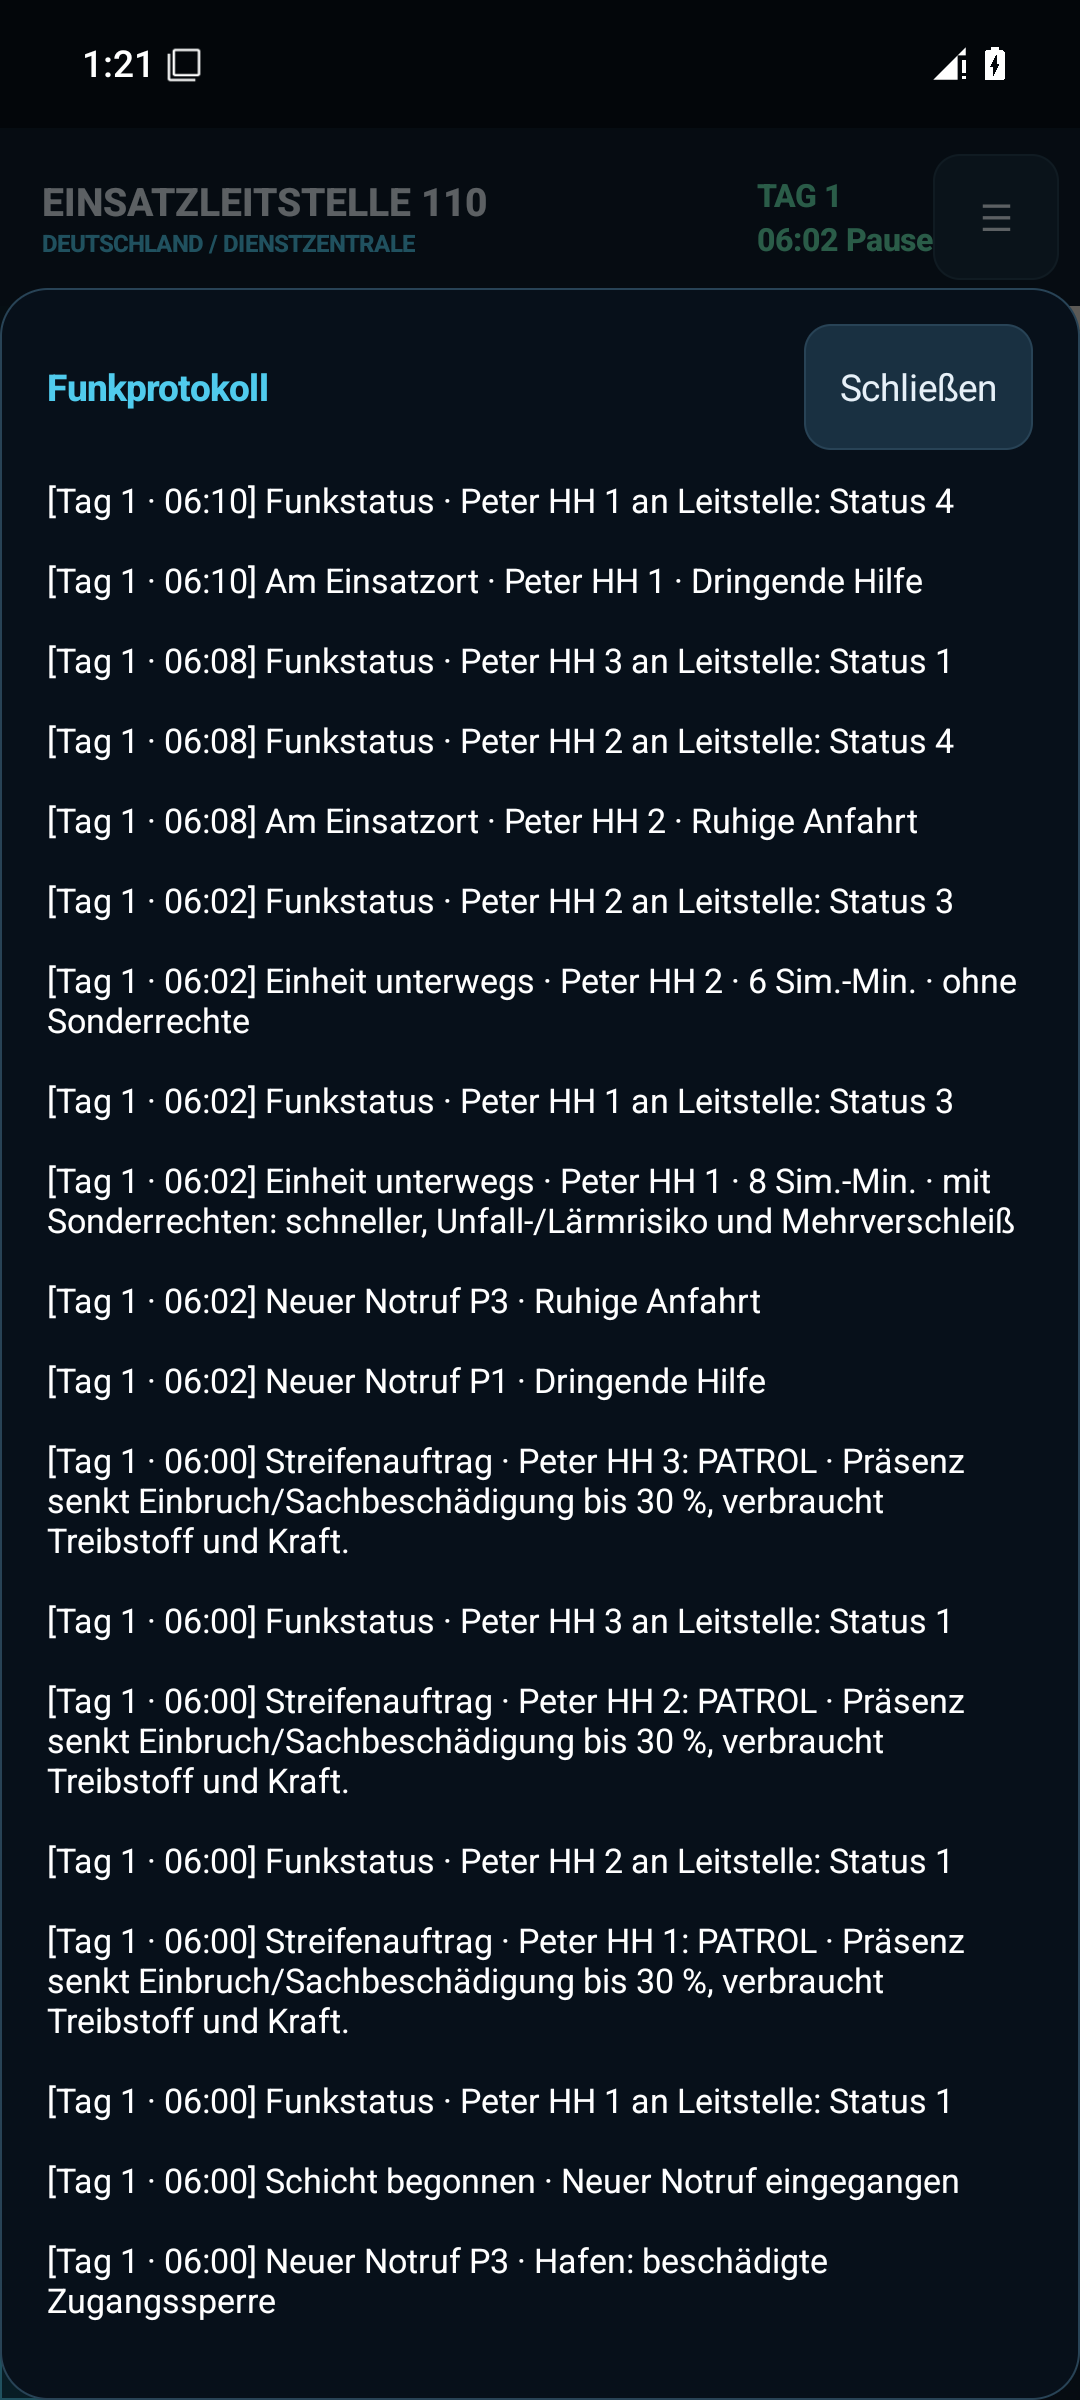 1:21
EINSATZLEITSTELLE 110
DEUTSCHLAND / DIENSTZENTRALE
TAG 1
06:02 Pause
Funkprotokoll
Schließen
[Tag 1 · 06:10] Funkstatus · Peter HH 1 an Leitstelle: Status 4
[Tag 1 · 06:10] Am Einsatzort · Peter HH 1 · Dringende Hilfe
[Tag 1 · 06:08] Funkstatus · Peter HH 3 an Leitstelle: Status 1
[Tag 1 · 06:08] Funkstatus · Peter HH 2 an Leitstelle: Status 4
[Tag 1 · 06:08] Am Einsatzort · Peter HH 2 · Ruhige Anfahrt
[Tag 1 · 06:02] Funkstatus · Peter HH 2 an Leitstelle: Status 3
[Tag 1 · 06:02] Einheit unterwegs · Peter HH 2 · 6 Sim.-Min. · ohne
Sonderrechte
[Tag 1 · 06:02] Funkstatus · Peter HH 1 an Leitstelle: Status 3
[Tag 1 · 06:02] Einheit unterwegs · Peter HH 1 · 8 Sim.-Min. · mit
Sonderrechten: schneller, Unfall-/Lärmrisiko und Mehrverschleiß
[Tag 1 · 06:02] Neuer Notruf P3 · Ruhige Anfahrt
[Tag 1 · 06:02] Neuer Notruf P1 · Dringende Hilfe
[Tag 1 · 06:00] Streifenauftrag · Peter HH 3: PATROL · Präsenz
senkt Einbruch/Sachbeschädigung bis 30 %, verbraucht
Treibstoff und Kraft.
[Tag 1 · 06:00] Funkstatus · Peter HH 3 an Leitstelle: Status 1
[Tag 1 · 06:00] Streifenauftrag · Peter HH 2: PATROL · Präsenz
senkt Einbruch/Sachbeschädigung bis 30 %, verbraucht
Treibstoff und Kraft.
[Tag 1 · 06:00] Funkstatus · Peter HH 2 an Leitstelle: Status 1
[Tag 1 · 06:00] Streifenauftrag · Peter HH 1: PATROL · Präsenz
senkt Einbruch/Sachbeschädigung bis 30 %, verbraucht
Treibstoff und Kraft.
[Tag 1 · 06:00] Funkstatus · Peter HH 1 an Leitstelle: Status 1
[Tag 1 · 06:00] Schicht begonnen · Neuer Notruf eingegangen
[Tag 1 · 06:00] Neuer Notruf P3 · Hafen: beschädigte
Zugangssperre